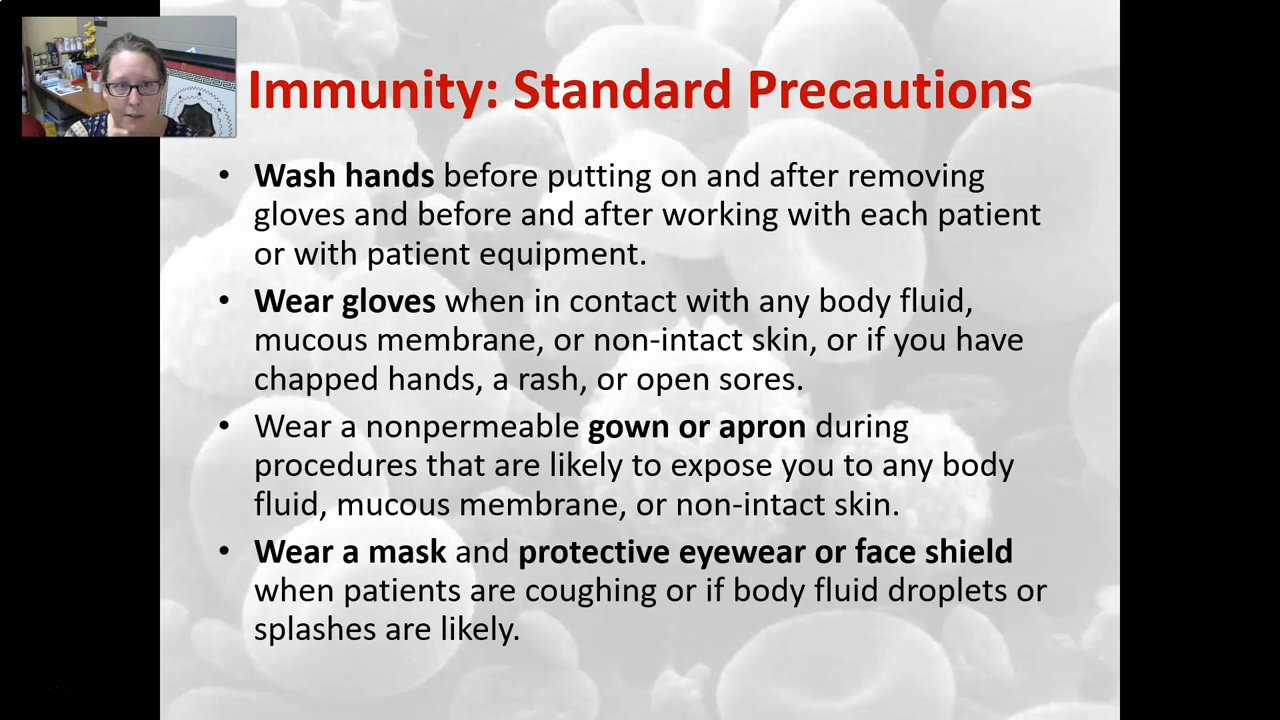 Immunity: Standard Precautions
• Wash hands before putting on and after removing
gloves and before and after working with each patient
or with patient equipment.
• Wear gloves when in contact with any body fluid,
mucous membrane, or non-intact skin, or if you have
chapped hands, a rash, or open sores.
• Wear a nonpermeable gown or apron during
procedures that are likely to expose you to any body
fluid, mucous membrane, or non-intact skin.
• Wear a mask and protective eyewear or face shield
when patients are coughing or if body fluid droplets or
splashes are likely.